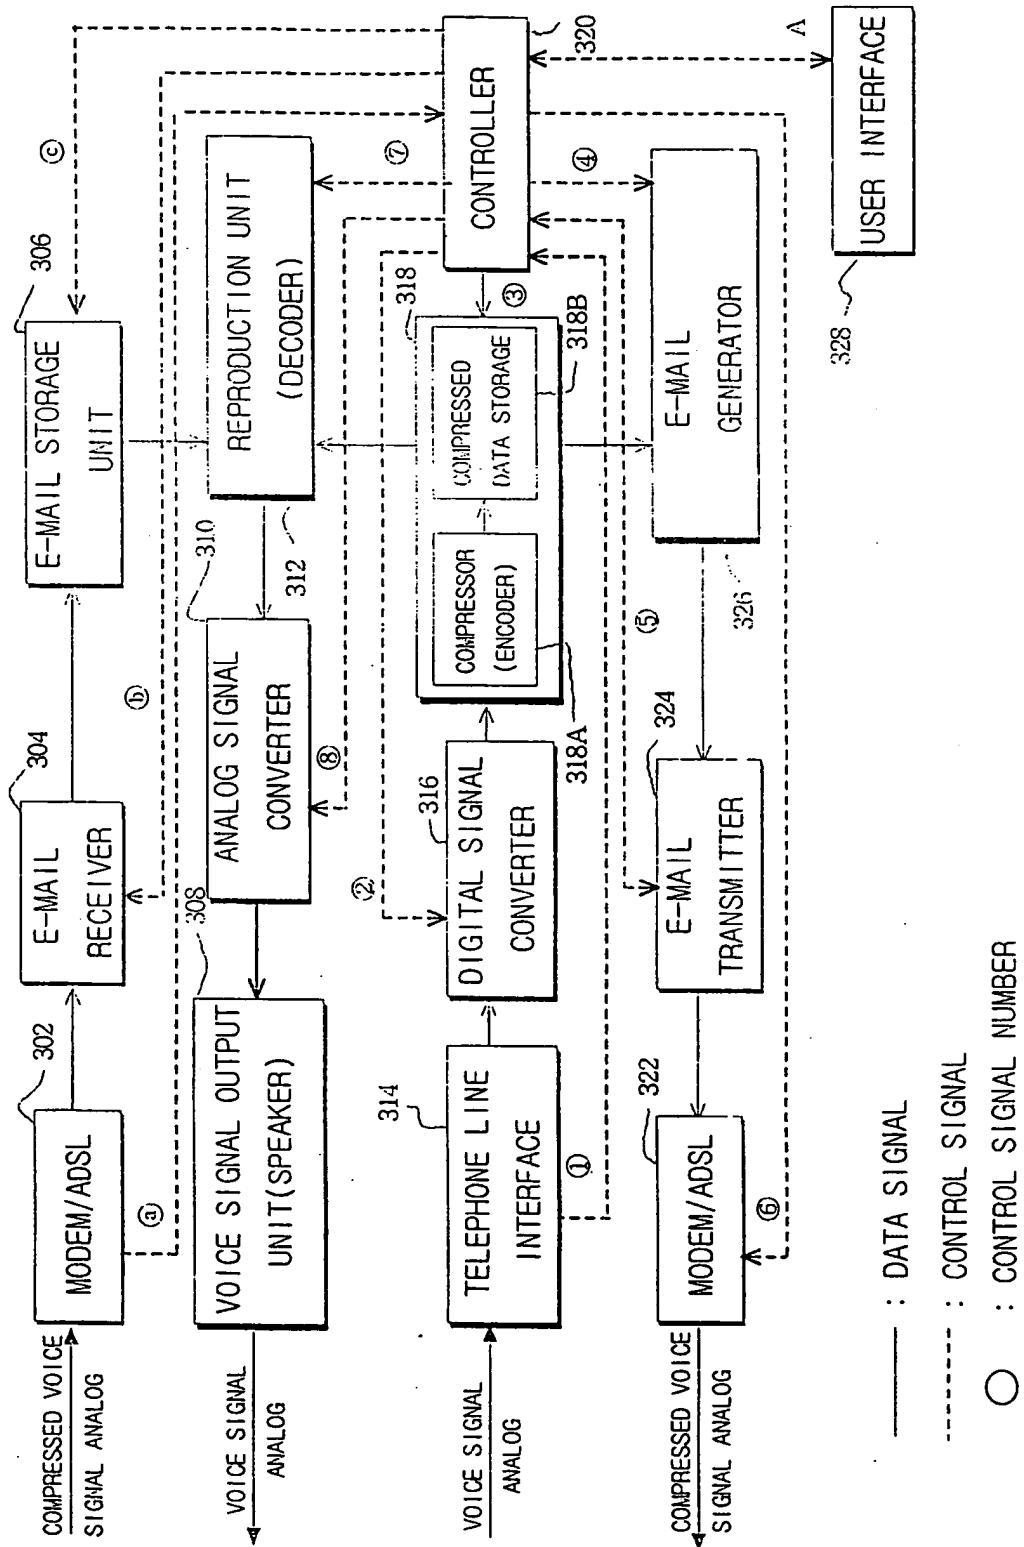 COMPRESSED VOICE
SIGNAL ANALOG
MODEM/ADSL
302
ⓐ
E-MAIL
RECEIVER
304
ⓑ
E-MAIL STORAGE
UNIT
306
ⓒ
VOICE SIGNAL
ANALOG
VOICE SIGNAL OUTPUT
UNIT(SPEAKER)
308
ANALOG SIGNAL
CONVERTER
310
⑧
REPRODUCTION UNIT
(DECODER)
312
⑦
VOICE SIGNAL
ANALOG
TELEPHONE LINE
INTERFACE
314
①
DIGITAL SIGNAL
CONVERTER
316
②
COMPRESSOR
(ENCODER)
318A
COMPRESSED
DATA STORAGE
318B
318
③
CONTROLLER
320
④
COMPRESSED VOICE
SIGNAL ANALOG
MODEM/ADSL
322
⑥
E-MAIL
TRANSMITTER
324
⑤
E-MAIL
GENERATOR
326
USER INTERFACE
328
A
: DATA SIGNAL
: CONTROL SIGNAL
: CONTROL SIGNAL NUMBER